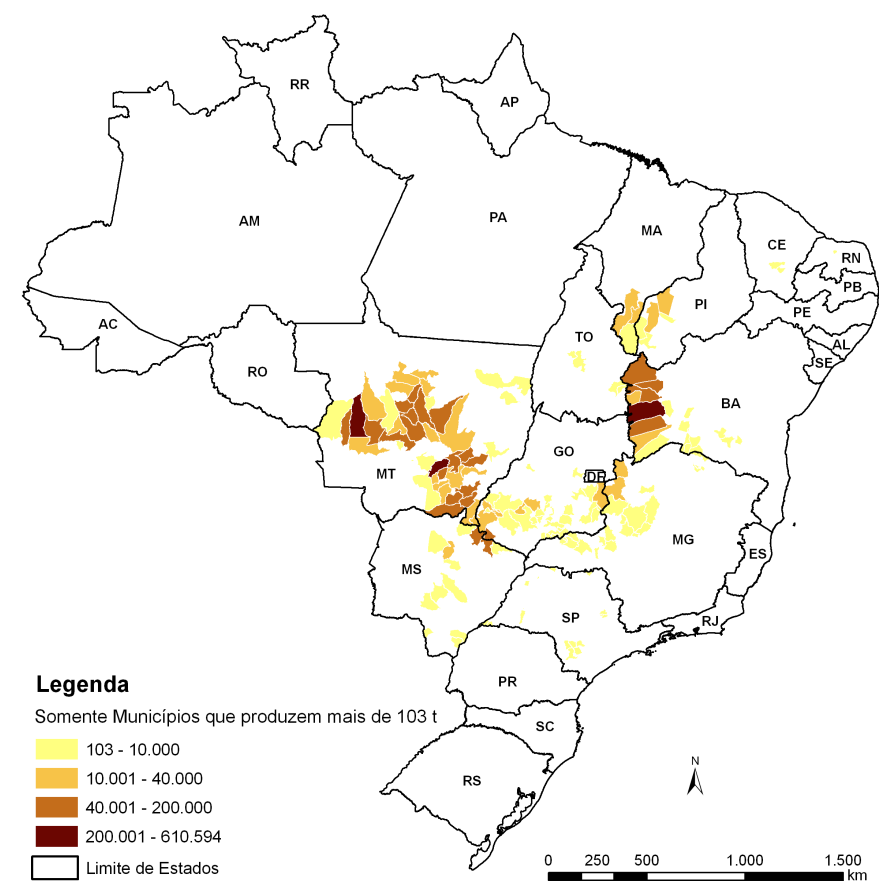 RR
AP
AM
PA
MA
CE
RN
PB
PI
PE
AC
TO
AL
SE
RO
BA
GO
MT
DF
MG
ES
MS
SP
RJ
PR
SC
RS
Legenda
Somente Municípios que produzem mais de 103 t
103 - 10.000
10.001 - 40.000
40.001 - 200.000
200.001 - 610.594
Limite de Estados
N
0 250 500 1.000 1.500
km